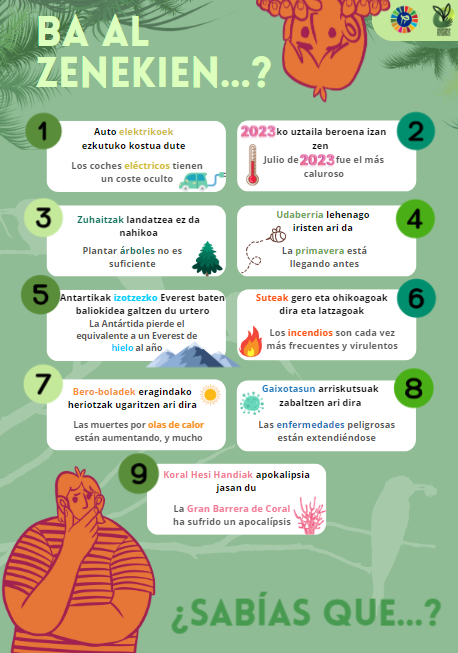 BA AL
ZENEKIEN...?
1
Auto elektrikoek
ezkutuko kostua dute
Los coches eléctricos tienen
un coste oculto
2
2023ko uztaila beroena izan
zen
Julio de 2023 fue el más
caluroso
3
Zuhaitzak landatzea ez da
nahikoa
Plantar árboles no es
suficiente
4
Udaberria lehenago
iristen ari da
La primavera está
llegando antes
5
Antartikak izotzezko Everest baten
baliokidea galtzen du urtero
La Antártida pierde el
equivalente a un Everest de
hielo al año
6
Suteak gero eta ohikoagoak
dira eta latzagoak
Los incendios son cada vez
más frecuentes y virulentos
7
Bero-boladek eragindako
heriotzak ugaritzen ari dira
Las muertes por olas de calor
están aumentando, y mucho
8
Gaixotasun arriskutsuak
zabaltzen ari dira
Las enfermedades peligrosas
están extendiéndose
9
Koral Hesi Handiak apokalipsia
jasan du
La Gran Barrera de Coral
ha sufrido un apocalípsis
¿SABÍAS QUE...?